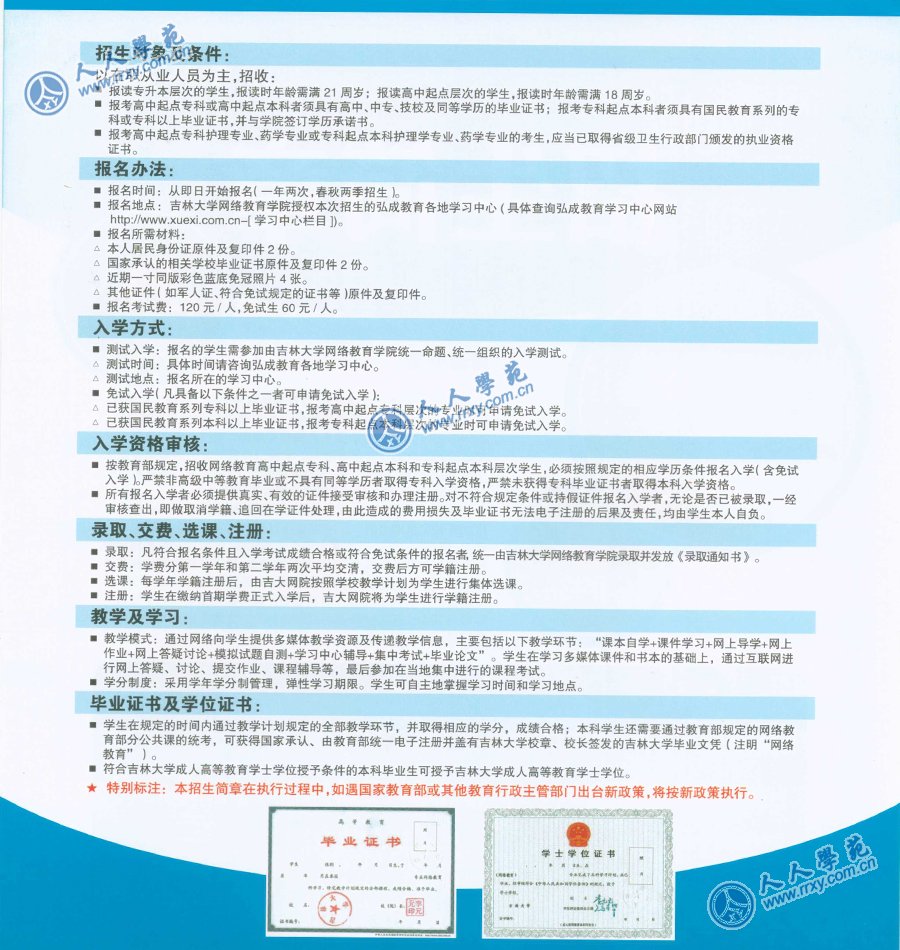 招生对象及条件：
以在职从业人员为主，招收：
■ 报读专升本层次的学生，报读时年龄需满 21 周岁；报读高中起点层次的学生，报读时年龄需满 18 周岁。
■ 报考高中起点专科或高中起点本科者须具有高中、中专、技校及同等学历的毕业证书；报考专科起点本科者须具有国民教育系列的专
科或专科以上毕业证书，并与学院签订学历承诺书。
■ 报考高中起点专科护理专业、药学专业或专科起点本科护理学专业、药学专业的考生，应当已取得省级卫生行政部门颁发的执业资格
证书。
报名办法：
■ 报名时间：从即日开始报名（一年两次，春秋两季招生）。
■ 报名地点：吉林大学网络教育学院授权本次招生的弘成教育各地学习中心（具体查询弘成教育学习中心网站
http://www.xuexi.com.cn-[ 学习中心栏目 ]）。
■ 报名所需材料：
△ 本人居民身份证原件及复印件 2 份。
△ 国家承认的相关学校毕业证书原件及复印件 2 份。
△ 近期一寸同版彩色蓝底免冠照片 4 张。
△ 其他证件（如军人证、符合免试规定的证书等）原件及复印件。
■ 报名考试费：120 元 / 人，免试生 60 元 / 人。
入学方式：
■ 测试入学：报名的学生需参加由吉林大学网络教育学院统一命题、统一组织的入学测试。
△ 测试时间：具体时间请咨询弘成教育各地学习中心。
△ 测试地点：报名所在的学习中心。
■ 免试入学（凡具备以下条件之一者可申请免试入学）：
△ 已获国民教育系列专科以上毕业证书，报考高中起点专科层次的专业时可申请免试入学。
△ 已获国民教育系列本科以上毕业证书，报考专科起点本科层次的专业时可申请免试入学。
入学资格审核：
■ 按教育部规定，招收网络教育高中起点专科、高中起点本科和专科起点本科层次学生，必须按照规定的相应学历条件报名入学（含免试
入学）。严禁非高级中等教育毕业或不具有同等学历者取得专科入学资格，严禁未获得专科毕业证书者取得本科入学资格。
■ 所有报名入学者必须提供真实、有效的证件接受审核和办理注册。对不符合规定条件或持假证件报名入学者，无论是否已被录取，一经
审核查出，即做取消学籍、追回在学证件处理，由此造成的费用损失及毕业证书无法电子注册的后果及责任，均由学生本人自负。
录取、交费、选课、注册：
■ 录取：凡符合报名条件且入学考试成绩合格或符合免试条件的报名者，统一由吉林大学网络教育学院录取并发放《录取通知书》。
■ 交费：学费分第一学年和第二学年两次平均交清，交费后方可学籍注册。
■ 选课：每学年学籍注册后，由吉大网院按照学校教学计划为学生进行集体选课。
■ 注册：学生在缴纳首期学费正式入学后，吉大网院将为学生进行学籍注册。
教学及学习：
■ 教学模式：通过网络向学生提供多媒体教学资源及传递教学信息，主要包括以下教学环节：“课本自学+课件学习+网上导学+网上
作业+网上答疑讨论+模拟试题自测+学习中心辅导+集中考试+毕业论文”。学生在学习多媒体课件和书本的基础上，通过互联网进
行网上答疑、讨论、提交作业、课程辅导等，最后参加在当地集中进行的课程考试。
■ 学分制度：采用学年学分制管理，弹性学习期限。学生可自主地掌握学习时间和学习地点。
毕业证书及学位证书：
■ 学生在规定的时间内通过教学计划规定的全部教学环节，并取得相应的学分，成绩合格；本科学生还需要通过教育部规定的网络教
育部分公共课的统考，可获得国家承认、由教育部统一电子注册并盖有吉林大学校章、校长签发的吉林大学毕业文凭（注明“网络
教育”）。
■ 符合吉林大学成人高等教育学士学位授予条件的本科毕业生可授予吉林大学成人高等教育学士学位。
★ 特别标注：本招生简章在执行过程中，如遇国家教育部或其他教育行政主管部门出台新政策，将按新政策执行。
高等教育
毕业证书
学士学位证书
人人學苑
www.rrxy.com.cn
人人學苑
www.rrxy.com.cn
人人學苑
www.rrxy.com.cn